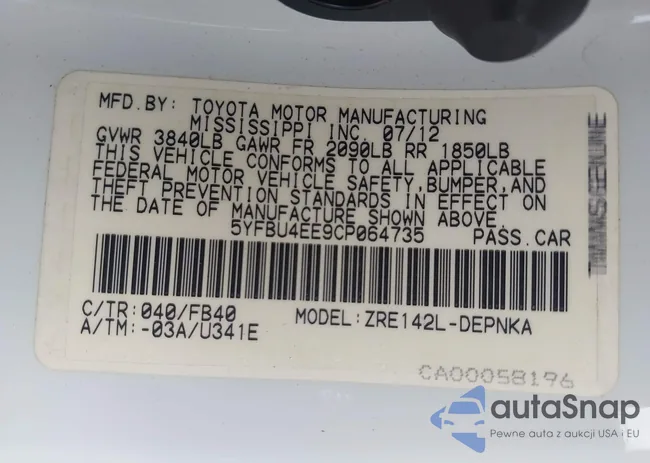 MFD.BY: TOYOTA MOTOR MANUFACTURING
MISSISSIPPI INC. 07/12
GVWR 3840LB GAWR FR 2090LB RR 1850LB
THIS VEHICLE CONFORMS TO ALL APPLICABLE
FEDERAL MOTOR VEHICLE SAFETY,BUMPER,AND
THEFT PREVENTION STANDARDS IN EFFECT ON
THE DATE OF MANUFACTURE SHOWN ABOVE.
5YFBU4EE9CP064735 PASS.CAR
C/TR:040/FB40 MODEL:ZRE142L-DEPNKA
A/TM:-03A/U341E
CA00058196
autaSnap
Pewne auta z aukcji USA i EU